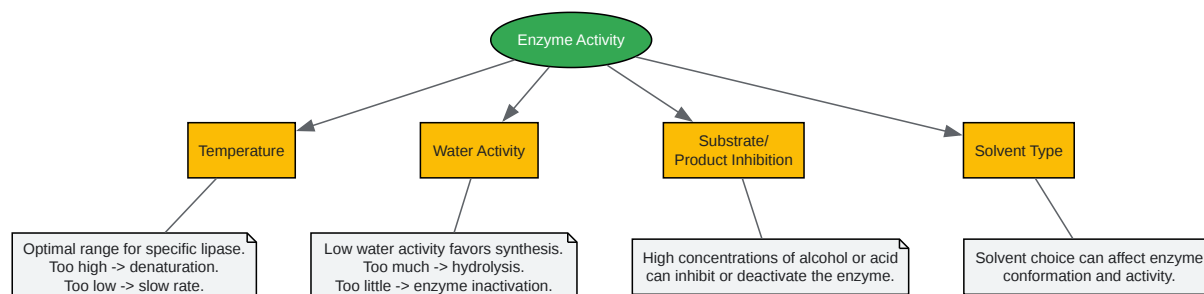 Enzyme Activity
Temperature
Water Activity
Substrate/
Product Inhibition
Solvent Type
Optimal range for specific lipase.
Too high -> denaturation.
Too low -> slow rate.
Low water activity favors synthesis.
Too much -> hydrolysis.
Too little -> enzyme inactivation.
High concentrations of alcohol or acid
can inhibit or deactivate the enzyme.
Solvent choice can affect enzyme
conformation and activity.